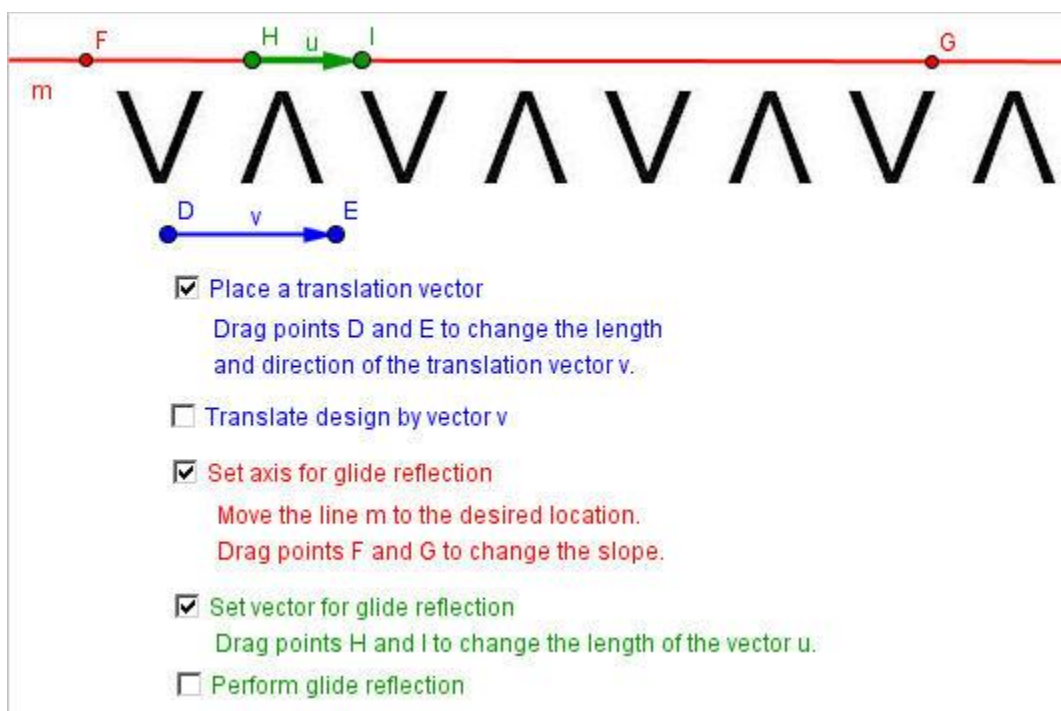 F H u I G
m
V Λ V Λ V Λ V Λ
D v E
Place a translation vector
Drag points D and E to change the length
and direction of the translation vector v.
Translate design by vector v
Set axis for glide reflection
Move the line m to the desired location.
Drag points F and G to change the slope.
Set vector for glide reflection
Drag points H and I to change the length of the vector u.
Perform glide reflection